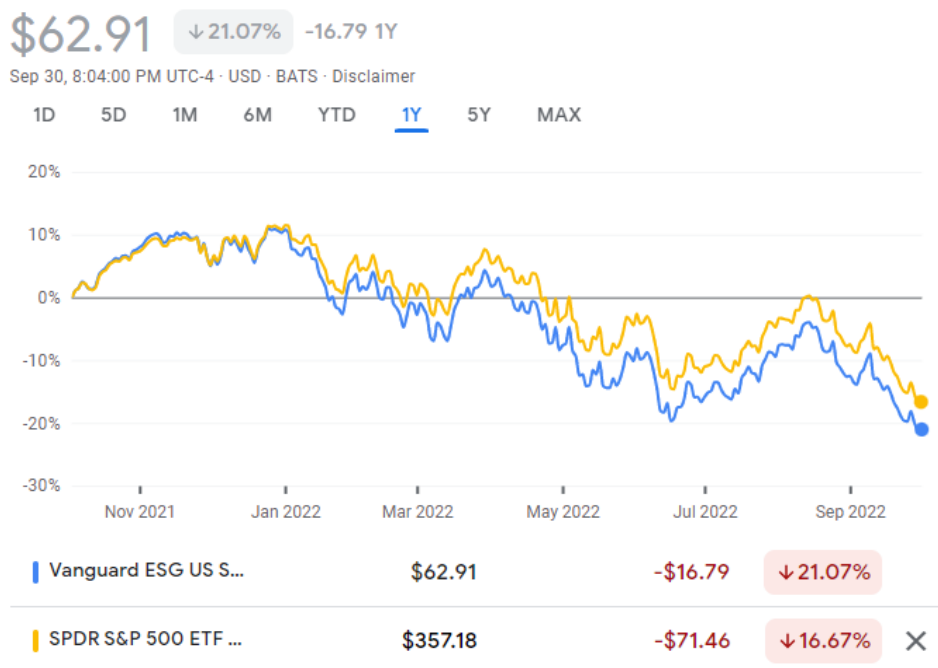 $62.91 ↓21.07% -16.79 1Y
Sep 30, 8:04:00 PM UTC-4 · USD · BATS · Disclaimer
1D 5D 1M 6M YTD 1Y 5Y MAX
20%
10%
0%
-10%
-20%
-30%
Nov 2021 Jan 2022 Mar 2022 May 2022 Jul 2022 Sep 2022
Vanguard ESG US S... $62.91 -$16.79 ↓21.07%
SPDR S&P 500 ETF ... $357.18 -$71.46 ↓16.67%